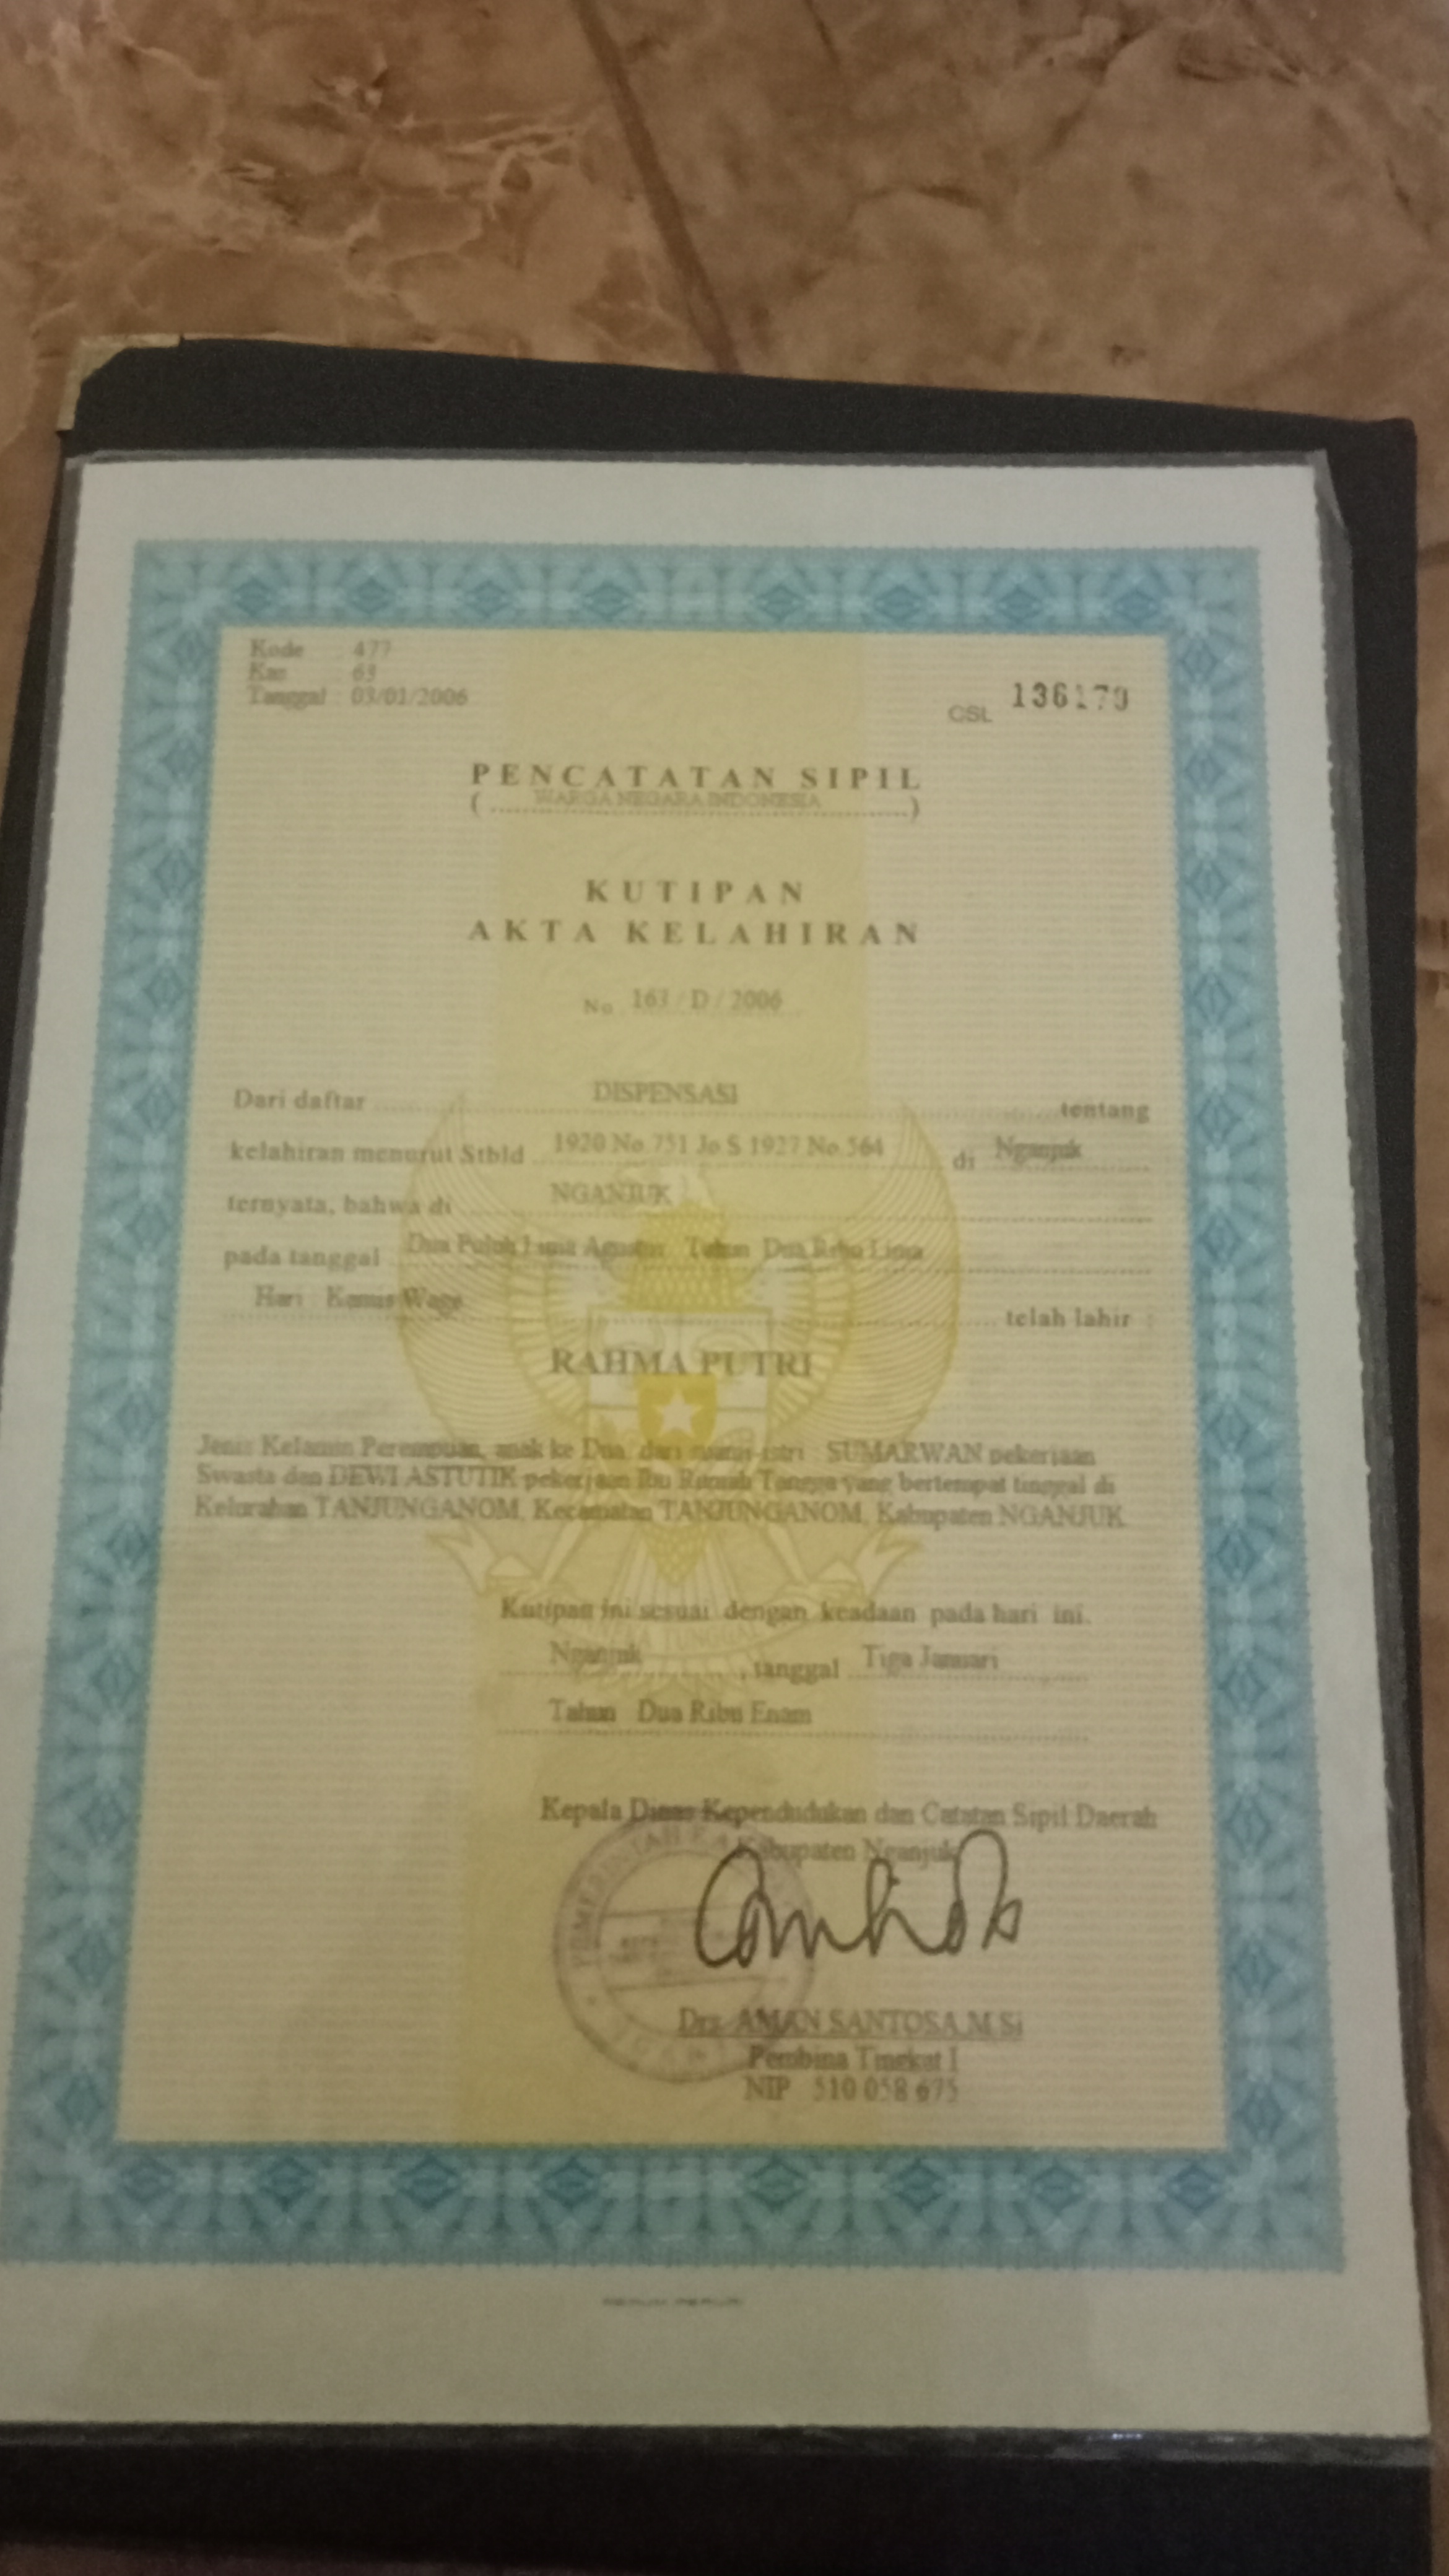 Kode : 477
Kas : 63
Tanggal : 03/01/2006
CSL 136179
PENCATATAN SIPIL
( WARGA NEGARA INDONESIA )
KUTIPAN
AKTA KELAHIRAN
No. 163 / D / 2006
Dari daftar DISPENSASI tentang
kelahiran menurut Stbld 1920 No.751 Jo.S 1927 No.564 di Nganjuk
ternyata, bahwa di NGANJUK
pada tanggal Dua Puluh Lima Agustus Tahun Dua Ribu Lima
Hari : Kamis Wage telah lahir :
RAHMA PUTRI
Jenis Kelamin Perempuan, anak ke Dua dari suami-istri : SUMARWAN pekerjaan
Swasta dan DEWI ASTUTIK pekerjaan Ibu Rumah Tangga yang bertempat tinggal di
Kelurahan TANJUNGANOM, Kecamatan TANJUNGANOM, Kabupaten NGANJUK
Kutipan ini sesuai dengan keadaan pada hari ini.
Nganjuk, tanggal Tiga Januari
Tahun Dua Ribu Enam
Kepala Dinas Kependudukan dan Catatan Sipil Daerah
Kabupaten Nganjuk
PEMERINTAH
Drs. AMAN SANTOSA,M.Si
Pembina Tingkat I
NIP. 510 058 675